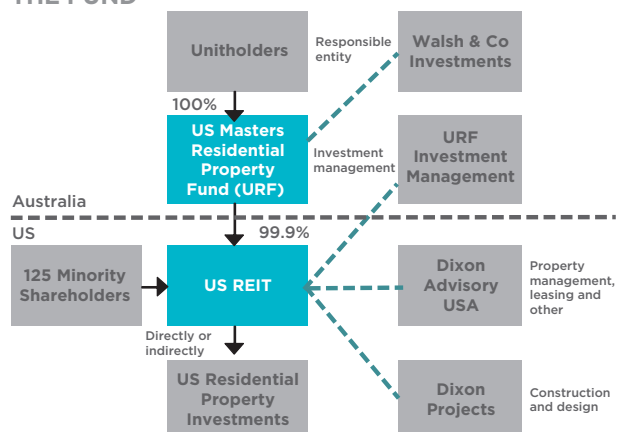 THE FUND
Unitholders
Responsible
entity
Walsh & Co
Investments
100%
US Masters
Residential
Property
Fund (URF)
Investment
management
URF
Investment
Management
Australia
US
99.9%
125 Minority
Shareholders
US REIT
Dixon
Advisory
USA
Property
management,
leasing and
other
Directly or
indirectly
US Residential
Property
Investments
Dixon
Projects
Construction
and design